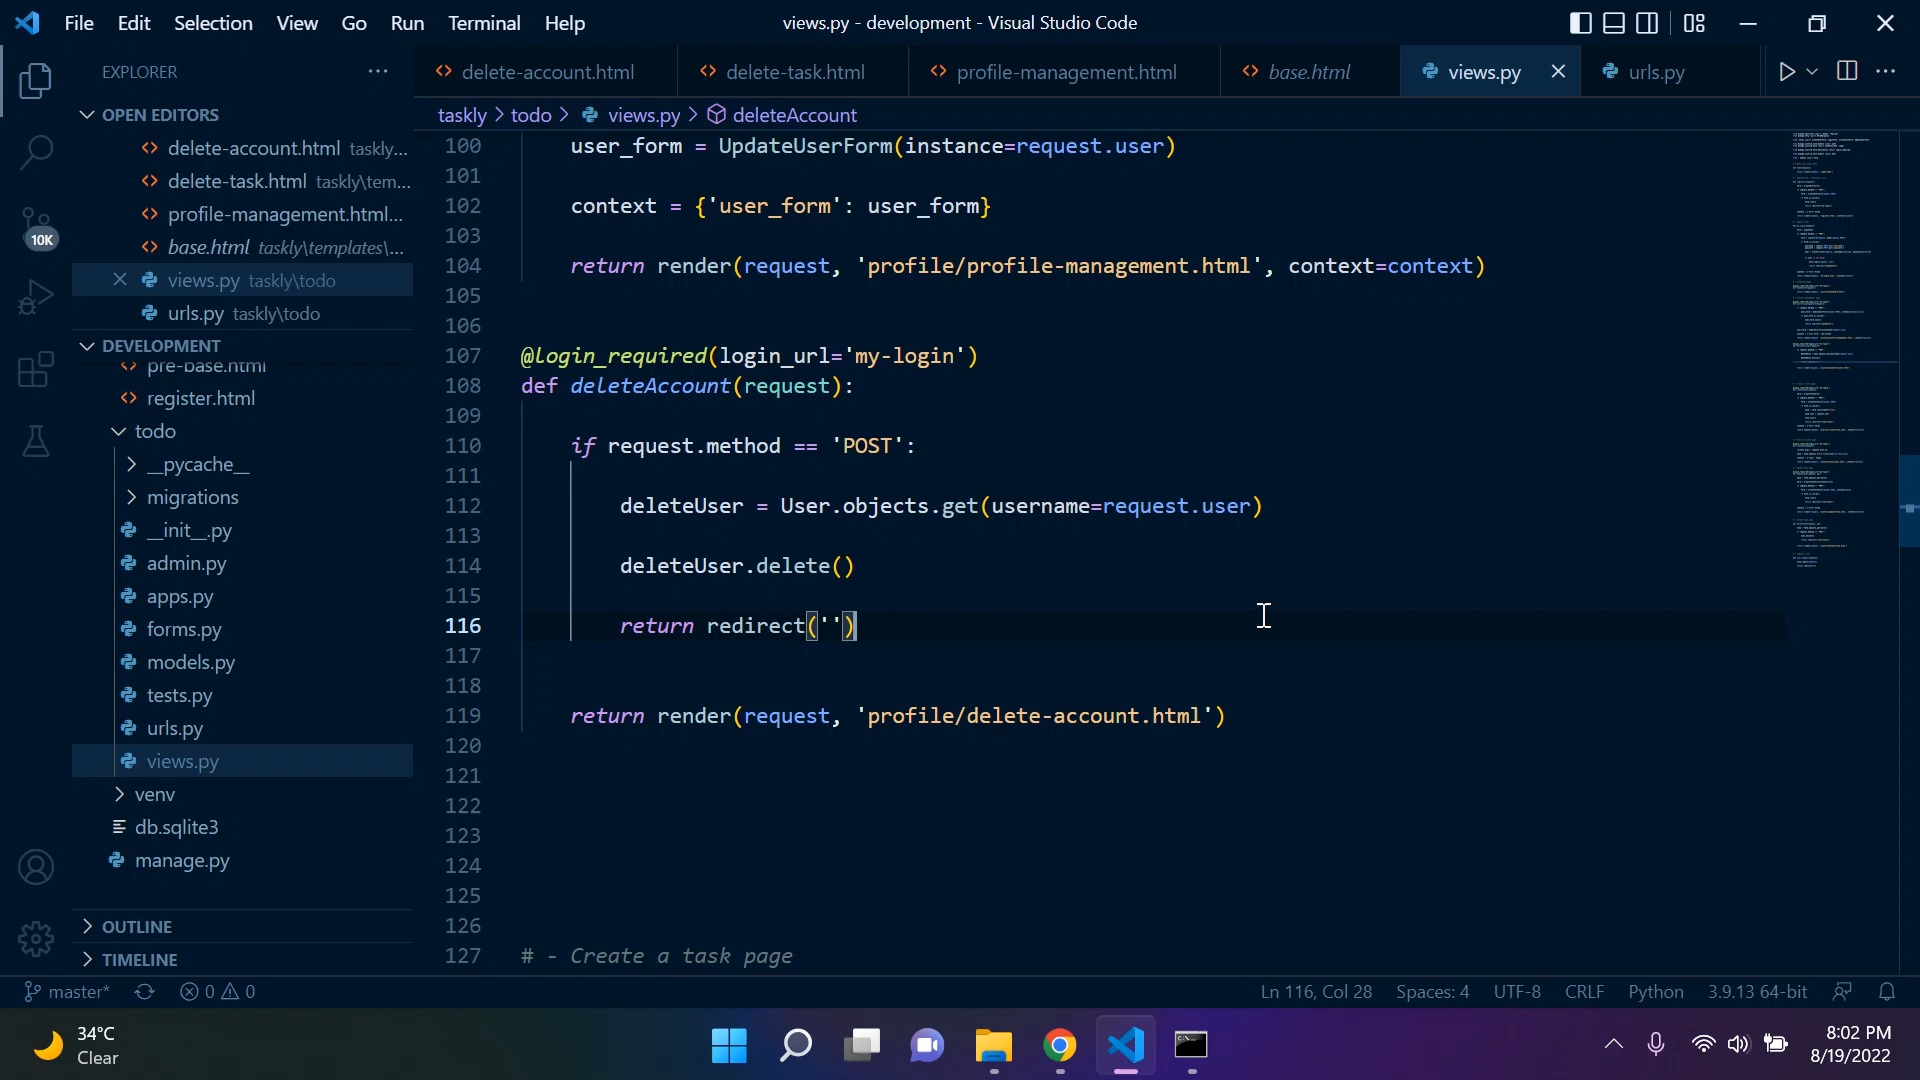 File Edit Selection View Go Run Terminal Help
views.py - development - Visual Studio Code
EXPLORER
OPEN EDITORS
delete-account.html taskly...
delete-task.html taskly\tem...
profile-management.html...
base.html taskly\templates\...
views.py taskly\todo
urls.py taskly\todo
DEVELOPMENT
pre-base.html
register.html
todo
__pycache__
migrations
__init__.py
admin.py
apps.py
forms.py
models.py
tests.py
urls.py
views.py
venv
db.sqlite3
manage.py
OUTLINE
TIMELINE
10K
delete-account.html delete-task.html profile-management.html base.html views.py urls.py
taskly > todo > views.py > deleteAccount
100 user_form = UpdateUserForm(instance=request.user)
101
102 context = {'user_form': user_form}
103
104 return render(request, 'profile/profile-management.html', context=context)
105
106
107 @login_required(login_url='my-login')
108 def deleteAccount(request):
109
110 if request.method == 'POST':
111
112 deleteUser = User.objects.get(username=request.user)
113
114 deleteUser.delete()
115
116 return redirect('')
117
118
119 return render(request, 'profile/delete-account.html')
120
121
122
123
124
125
126
127 # - Create a task page
master* 0 0 Ln 116, Col 28 Spaces: 4 UTF-8 CRLF Python 3.9.13 64-bit
34°C
Clear
8:02 PM
8/19/2022